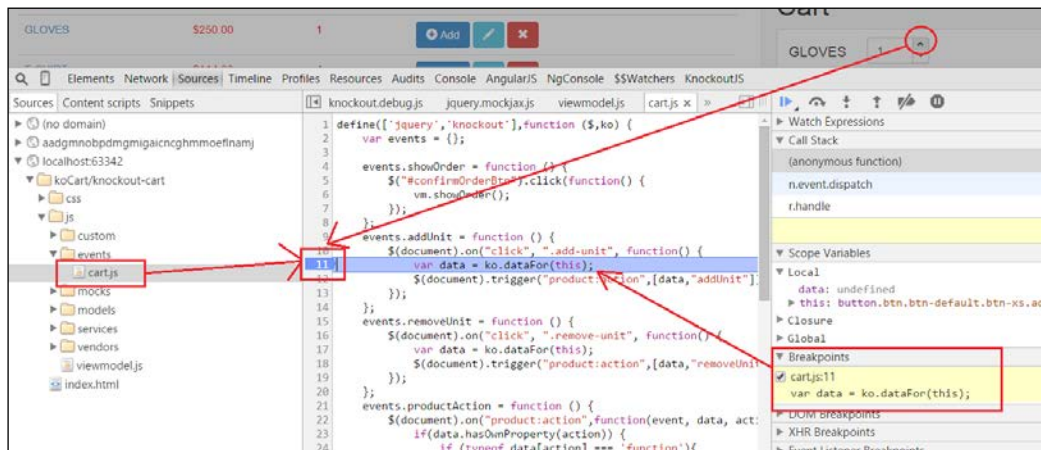 Cart
GLOVES $250.00 1 Add
GLOVES 1
Elements Network Sources Timeline Profiles Resources Audits Console AngularJS NgConsole $$Watchers KnockoutJS
Sources Content scripts Snippets
(no domain)
aadgmnobpdmgmigaicncghmmoeflnamj
localhost:63342
koCart/knockout-cart
css
js
custom
events
cart.js
mocks
models
services
vendors
viewmodel.js
index.html
knockout.debug.js jquery.mockjax.js viewmodel.js cart.js × »
1 define(['jquery','knockout'],function ($,ko) {
2 var events = {};
3
4 events.showOrder = function () {
5 $("#confirmOrderBtn").click(function() {
6 vm.showOrder();
7 });
8 };
9 events.addUnit = function () {
10 $(document).on("click", ".add-unit", function() {
11 var data = ko.dataFor(this);
12 $(document).trigger("product:action",[data,"addUnit"]
13 });
14 };
15 events.removeUnit = function () {
16 $(document).on("click", ".remove-unit", function() {
17 var data = ko.dataFor(this);
18 $(document).trigger("product:action",[data,"removeUnit
19 });
20 };
21 events.productAction = function () {
22 $(document).on("product:action",function(event, data, acti
23 if(data.hasOwnProperty(action)) {
24 if (typeof data[action] === 'function'){
Watch Expressions
Call Stack
(anonymous function)
n.event.dispatch
r.handle
Scope Variables
Local
data: undefined
this: button.btn.btn-default.btn-xs.ad
Closure
Global
Breakpoints
cart.js:11
var data = ko.dataFor(this);
DOM Breakpoints
XHR Breakpoints
Event Listener Breakpoints